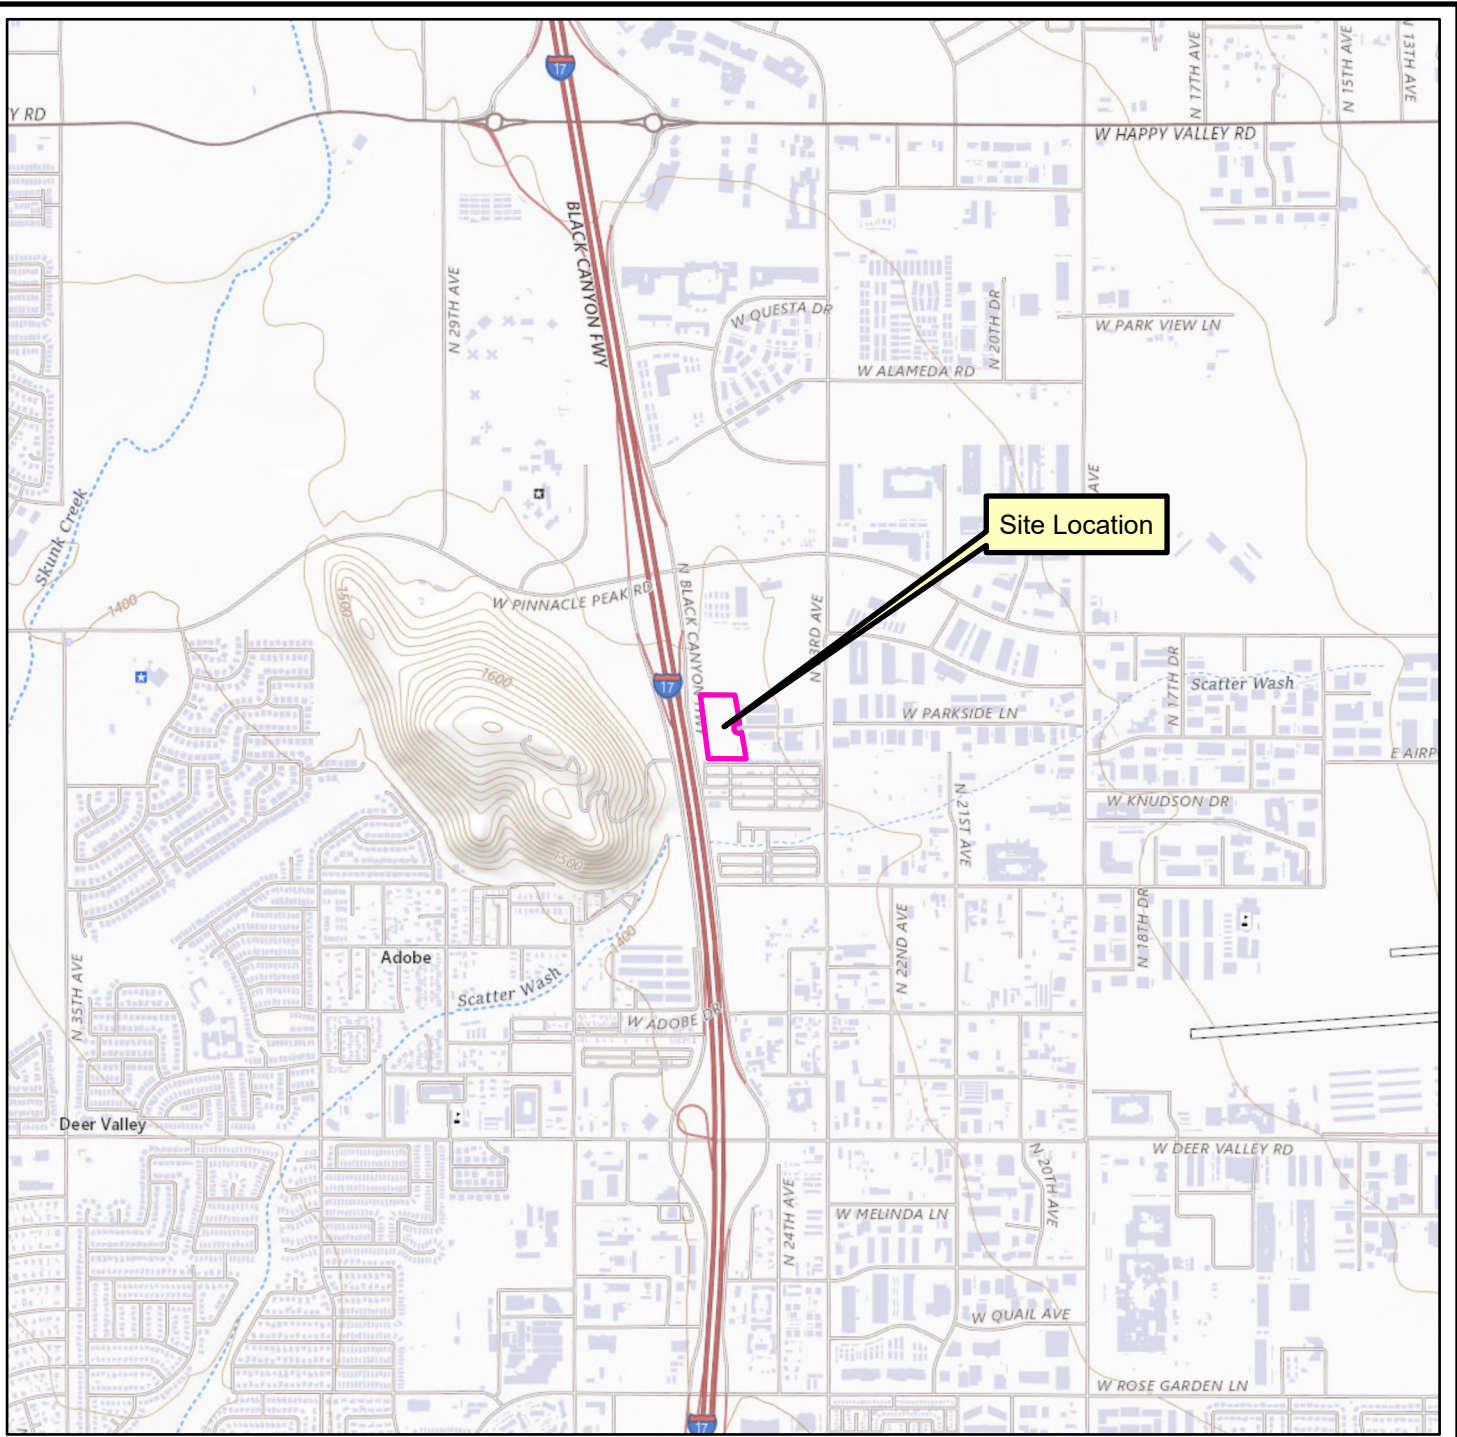 17
N 17TH AVE
N 15TH AVE
N 13TH AVE
Y RD
W HAPPY VALLEY RD
BLACK CANYON FWY
N 29TH AVE
W QUESTA DR
N 20TH DR
W PARK VIEW LN
W ALAMEDA RD
AVE
Site Location
Skunk Creek
1400
1500
W PINNACLE PEAK RD
N BLACK CANYON HWY
3RD AVE
1600
17
N 17TH DR
Scatter Wash
W PARKSIDE LN
E AIRP
N 21ST AVE
W KNUDSON DR
1500
N 22ND AVE
N 18TH DR
1400
Adobe
N 35TH AVE
Scatter Wash
W ADOBE DR
Deer Valley
W DEER VALLEY RD
N 20TH AVE
N 24TH AVE
W MELINDA LN
W QUAIL AVE
W ROSE GARDEN LN
17